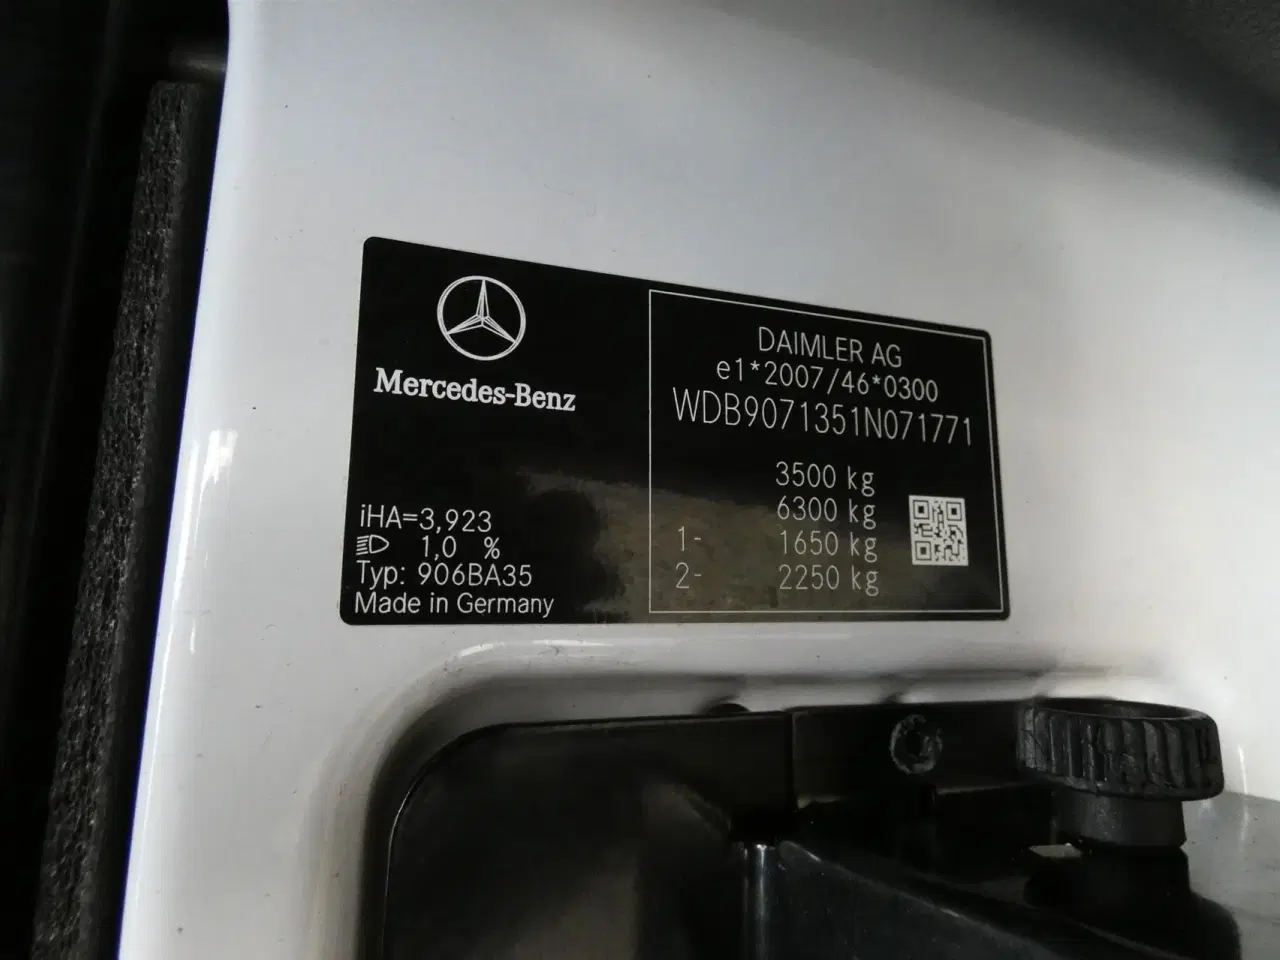 Mercedes-Benz
iHA=3,923
1,0 %
Typ: 906BA35
Made in Germany
DAIMLER AG
e1*2007/46*0300
WDB9071351N071771
3500 kg
6300 kg
1- 1650 kg
2- 2250 kg